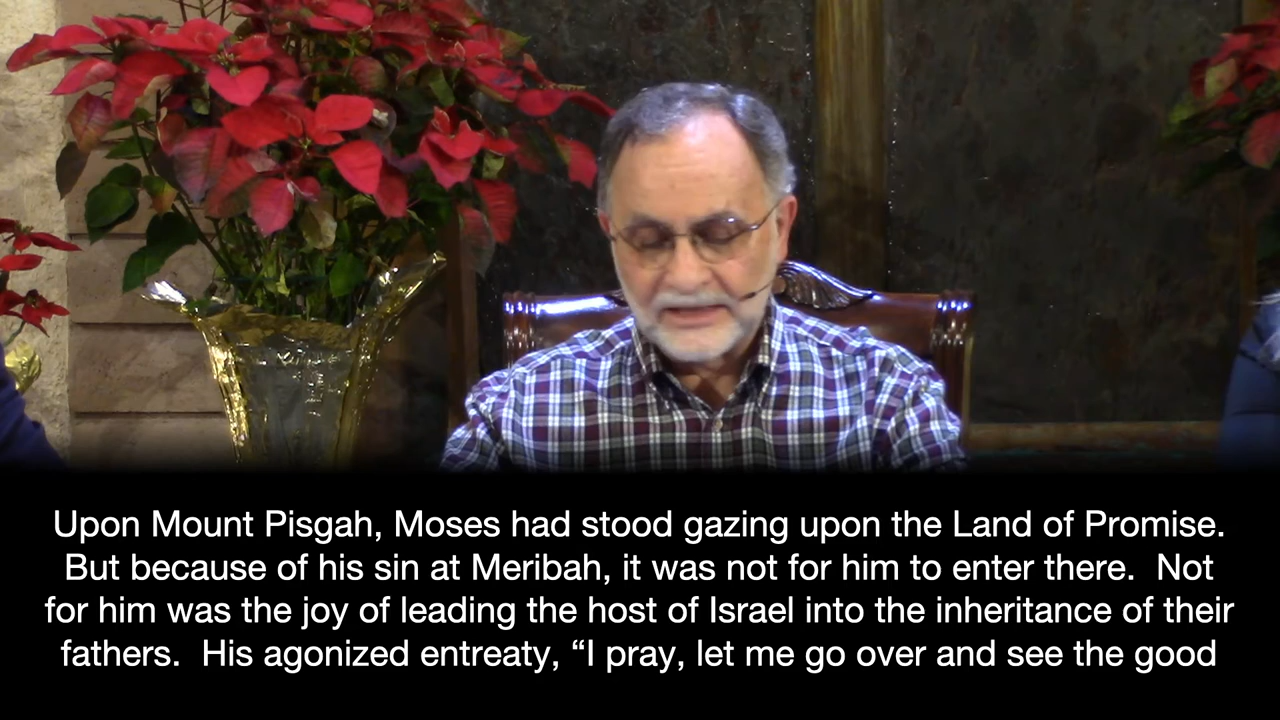 Upon Mount Pisgah, Moses had stood gazing upon the Land of Promise.
But because of his sin at Meribah, it was not for him to enter there.  Not
for him was the joy of leading the host of Israel into the inheritance of their
fathers.  His agonized entreaty, “I pray, let me go over and see the good